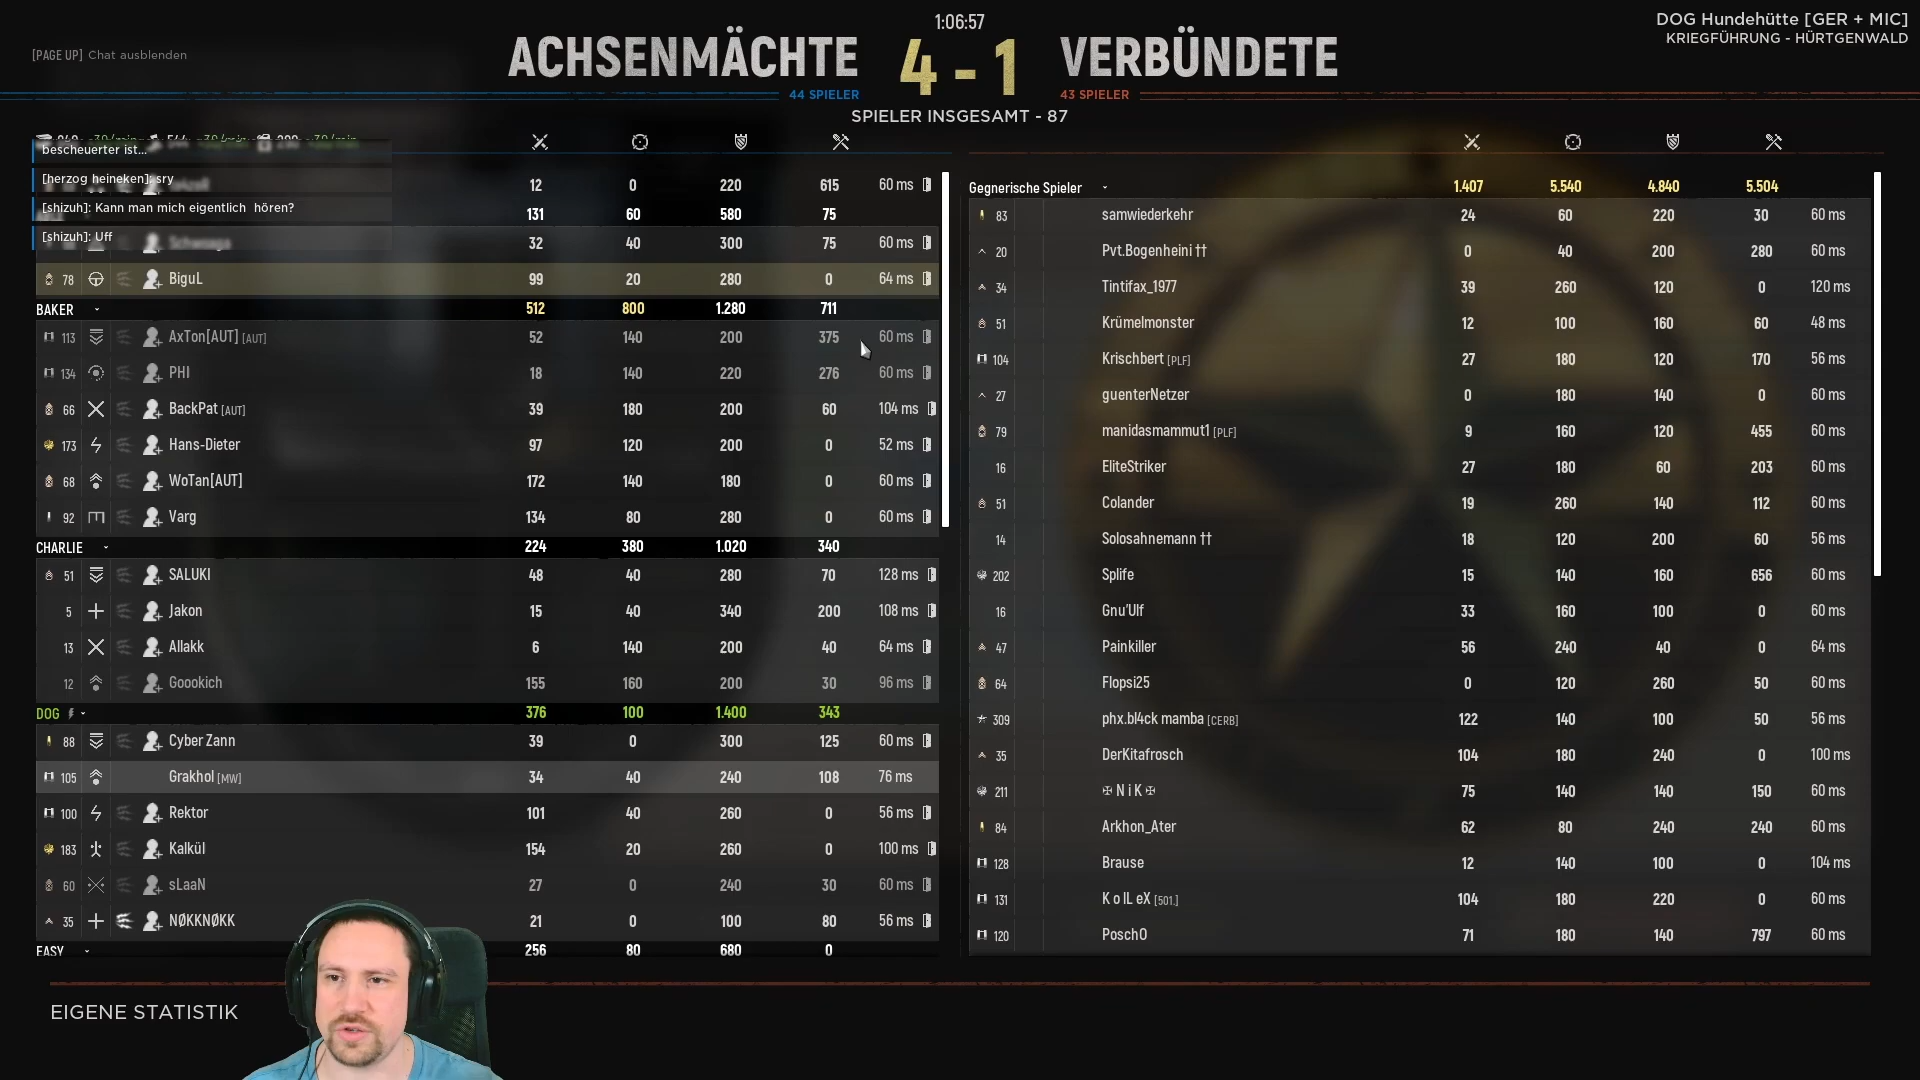 1:06:57
DOG Hundehütte [GER + MIC]
KRIEGFÜHRUNG - HÜRTGENWALD
[PAGE UP] Chat ausblenden
ACHSENMÄCHTE 4 - 1 VERBÜNDETE
44 SPIELER 43 SPIELER
SPIELER INSGESAMT - 87
bescheuerter ist...
[herzog heineken]: sry
[shizuh]: Kann man mich eigentlich hören?
[shizuh]: Uff
12 0 220 615 60 ms
131 60 580 75
Schwoaga 32 40 300 75 60 ms
78 BiguL 99 20 280 0 64 ms
BAKER 512 800 1.280 711
113 AxTon[AUT] [AUT] 52 140 200 375 60 ms
134 PHI 18 140 220 276 60 ms
66 BackPat [AUT] 39 180 200 60 104 ms
173 Hans-Dieter 97 120 200 0 52 ms
68 WoTan[AUT] 172 140 180 0 60 ms
92 Varg 134 80 280 0 60 ms
CHARLIE 224 380 1.020 340
51 SALUKI 48 40 280 70 128 ms
5 Jakon 15 40 340 200 108 ms
13 Allakk 6 140 200 40 64 ms
12 Goookich 155 160 200 30 96 ms
DOG 376 100 1.400 343
88 Cyber Zann 39 0 300 125 60 ms
105 Grakhol [MW] 34 40 240 108 76 ms
100 Rektor 101 40 260 0 56 ms
183 Kalkül 154 20 260 0 100 ms
60 sLaaN 27 0 240 30 60 ms
35 NØKKNØKK 21 0 100 80 56 ms
EASY 256 80 680 0
Gegnerische Spieler 1.407 5.540 4.840 5.504
83 samwiederkehr 24 60 220 30 60 ms
20 Pvt.Bogenheini †† 0 40 200 280 60 ms
34 Tintifax_1977 39 260 120 0 120 ms
51 Krümelmonster 12 100 160 60 48 ms
104 Krischbert [PLF] 27 180 120 170 56 ms
27 guenterNetzer 0 180 140 0 60 ms
79 manidasmammut1 [PLF] 9 160 120 455 60 ms
16 EliteStriker 27 180 60 203 60 ms
51 Colander 19 260 140 112 60 ms
14 Solosahnemann †† 18 120 200 60 56 ms
202 Splife 15 140 160 656 60 ms
16 Gnu'Ulf 33 160 100 0 60 ms
47 Painkiller 56 240 40 0 64 ms
64 Flopsi25 0 120 260 50 60 ms
309 phx.bl4ck mamba [CERB] 122 140 100 50 56 ms
35 DerKitafrosch 104 180 240 0 100 ms
211 ✠ N i K ✠ 75 140 140 150 60 ms
84 Arkhon_Ater 62 80 240 240 60 ms
128 Brause 12 140 100 0 104 ms
131 K o lL eX [501.] 104 180 220 0 60 ms
120 PoschO 71 180 140 797 60 ms
EIGENE STATISTIK